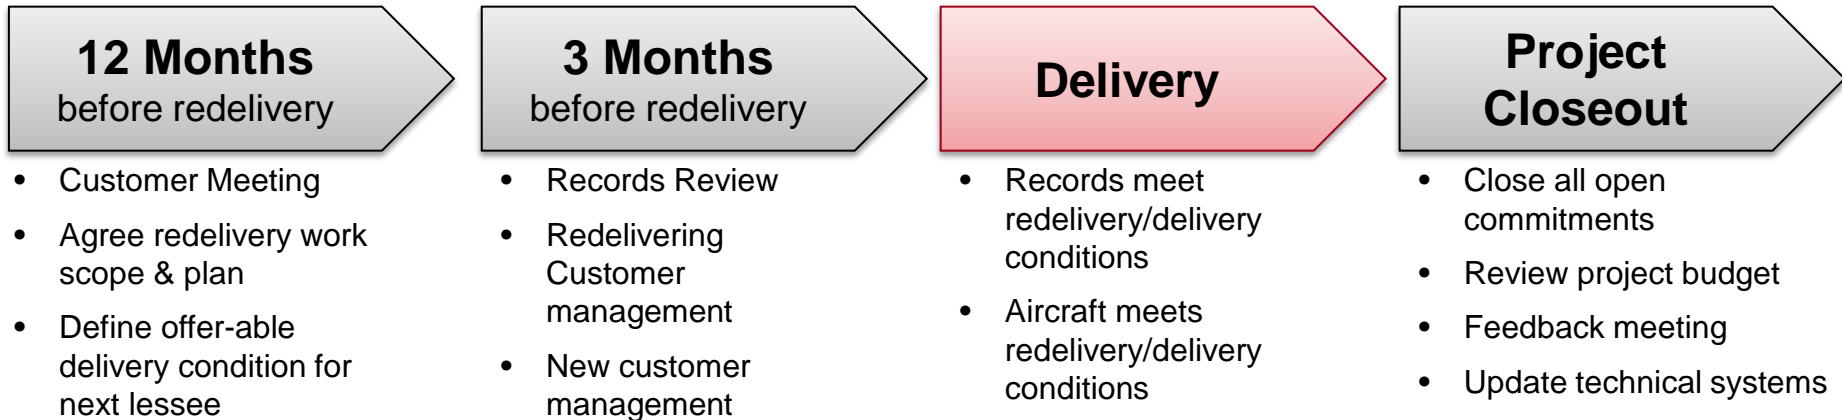 12 Months
before redelivery
• Customer Meeting
• Agree redelivery work
scope & plan
• Define offer-able
delivery condition for
next lessee
3 Months
before redelivery
• Records Review
• Redelivering
Customer
management
• New customer
management
Delivery
• Records meet
redelivery/delivery
conditions
• Aircraft meets
redelivery/delivery
conditions
Project
Closeout
• Close all open
commitments
• Review project budget
• Feedback meeting
• Update technical systems